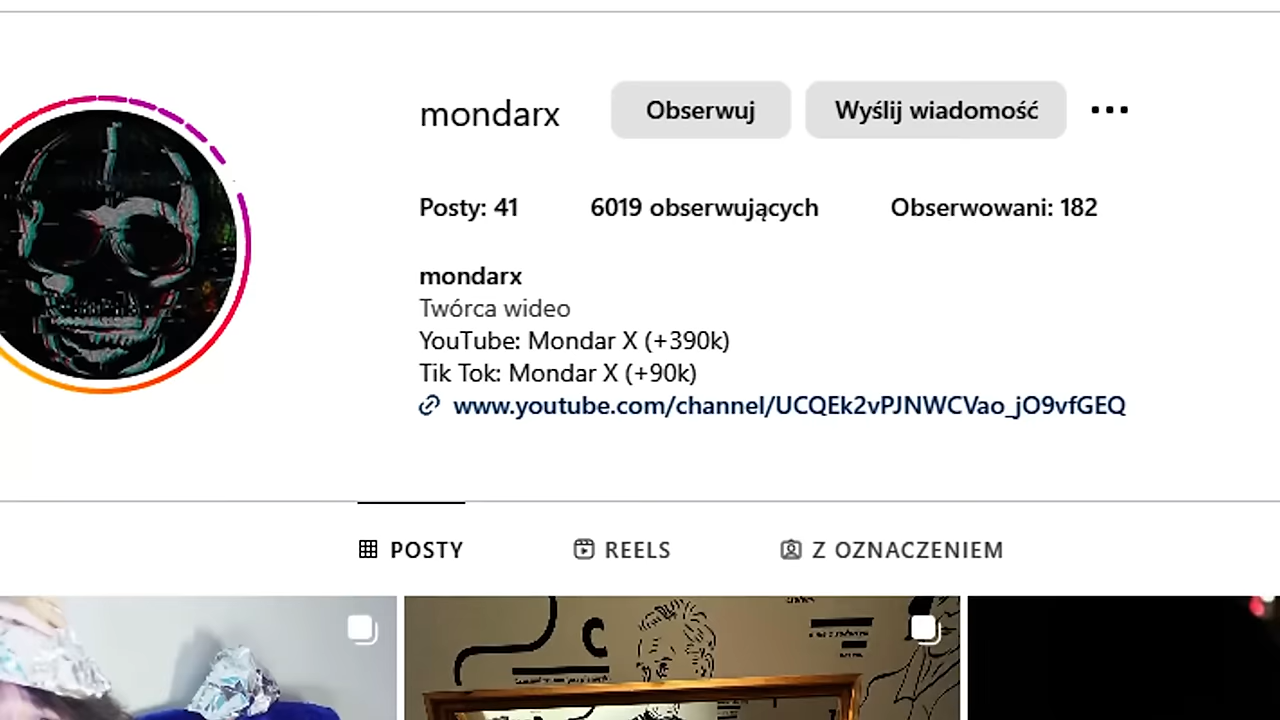 mondarx Obserwuj Wyślij wiadomość
Posty: 41 6019 obserwujących Obserwowani: 182
mondarx
Twórca wideo
YouTube: Mondar X (+390k)
Tik Tok: Mondar X (+90k)
www.youtube.com/channel/UCQEk2vPJNWCVao_jO9vfGEQ
POSTY REELS Z OZNACZENIEM
c